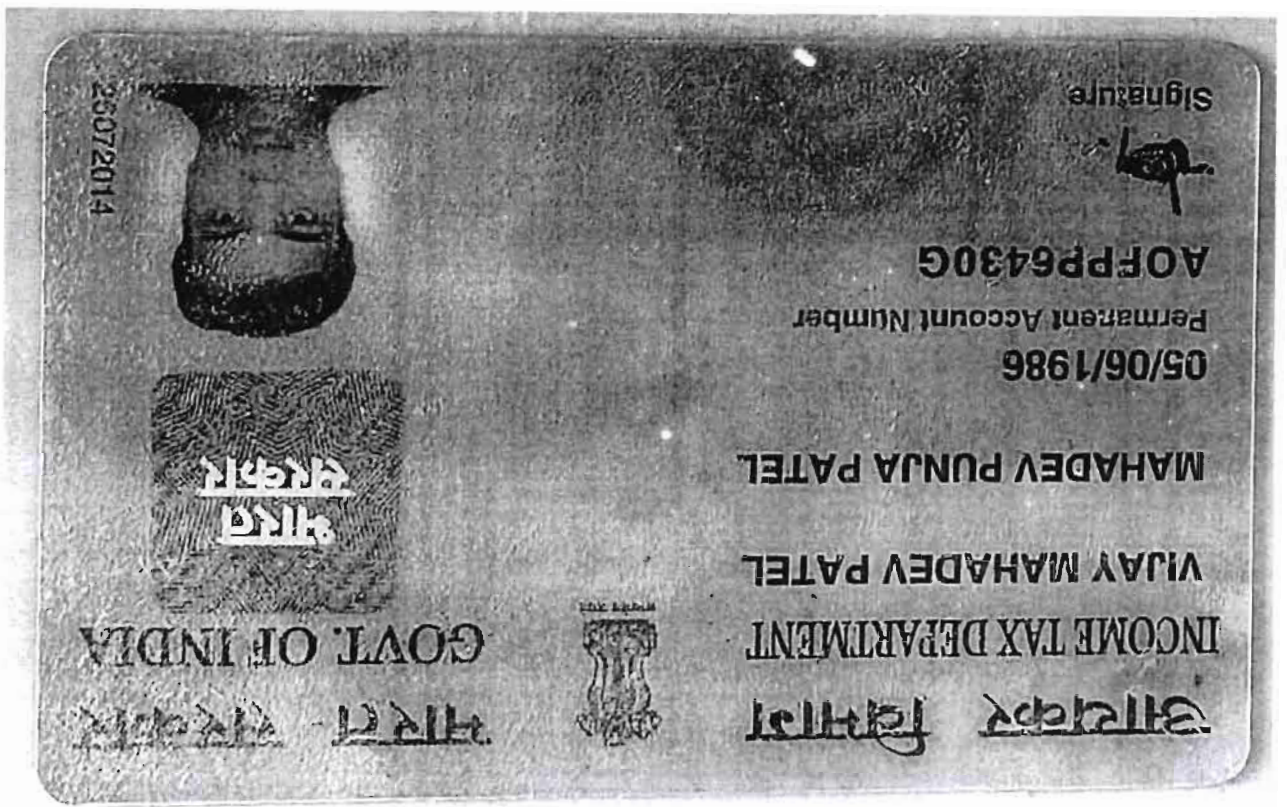 आयकर विभाग
INCOME TAX DEPARTMENT
भारत सरकार
GOVT. OF INDIA
VIJAY MAHADEV PATEL
MAHADEV PUNJA PATEL
05/06/1986
Permanent Account Number
AOFPP6430G
Signature
भारत
सरकार